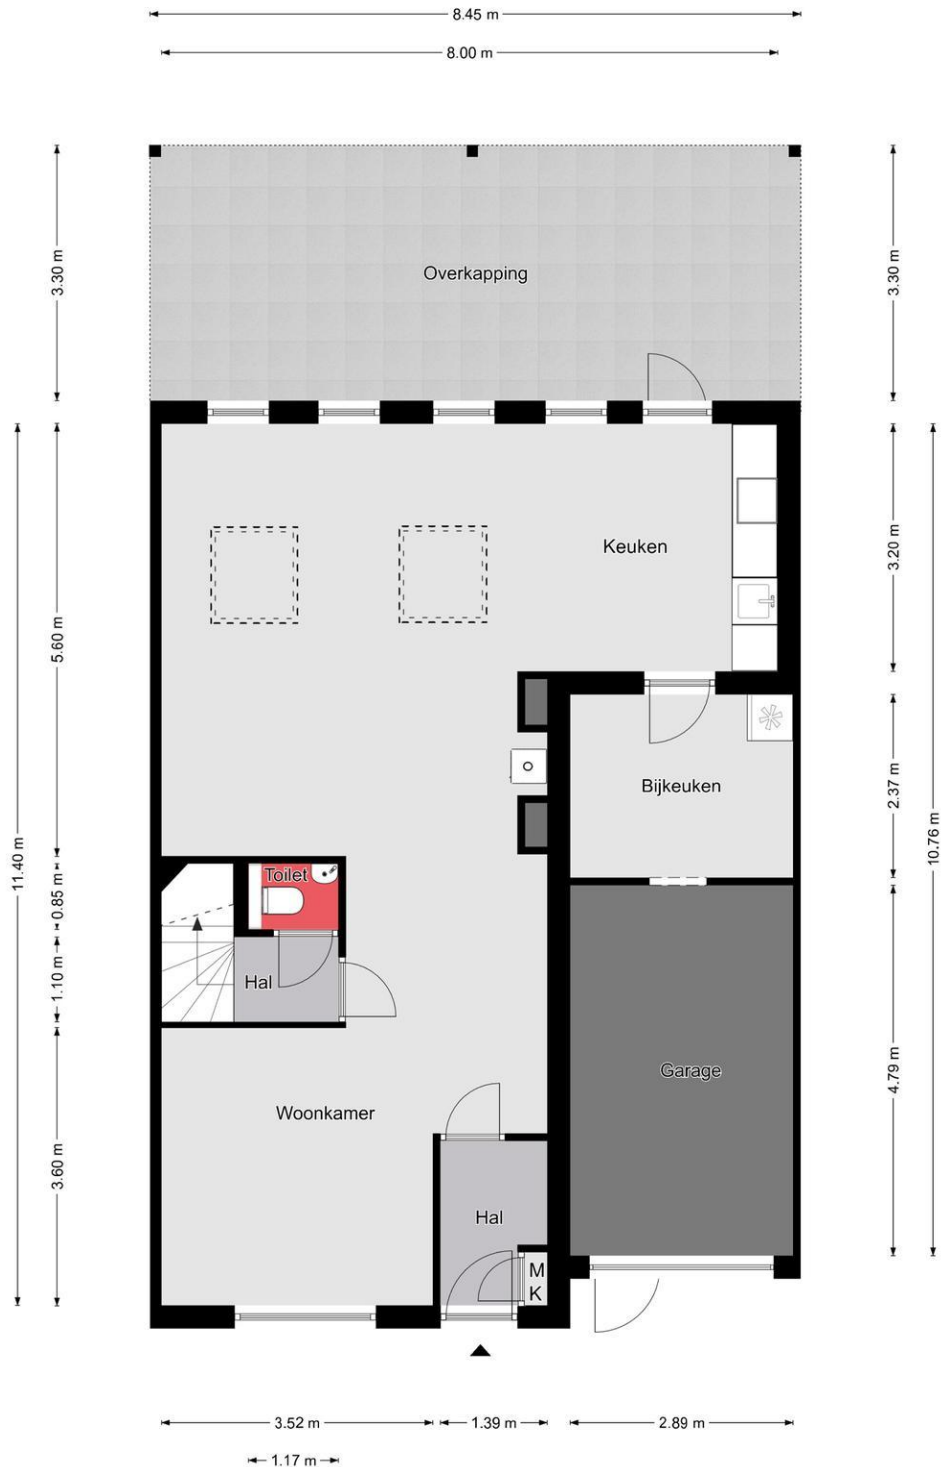 8.45 m
8.00 m
3.30 m
Overkapping
3.30 m
Keuken
3.20 m
5.60 m
Bijkeuken
2.37 m
11.40 m
10.76 m
Toilet
0.85 m
Hal
1.10 m
Garage
4.79 m
Woonkamer
3.60 m
Hal
M
K
3.52 m
1.39 m
2.89 m
1.17 m